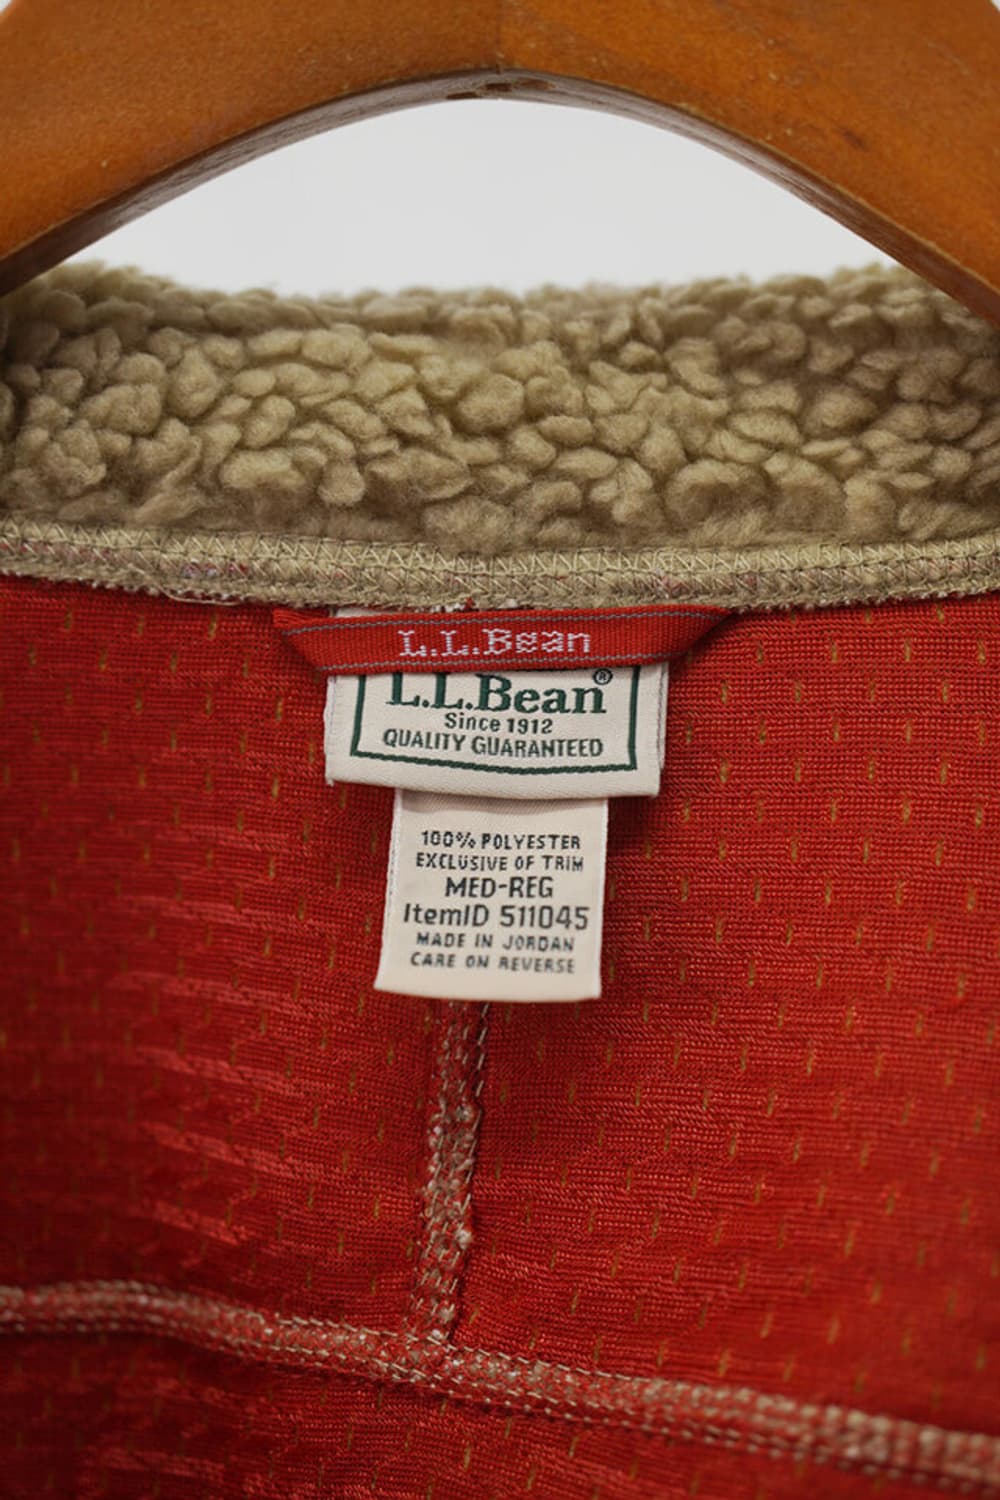 L.L.Bean
L.L.Bean®
Since 1912
QUALITY GUARANTEED
100% POLYESTER
EXCLUSIVE OF TRIM
MED-REG
ItemID 511045
MADE IN JORDAN
CARE ON REVERSE